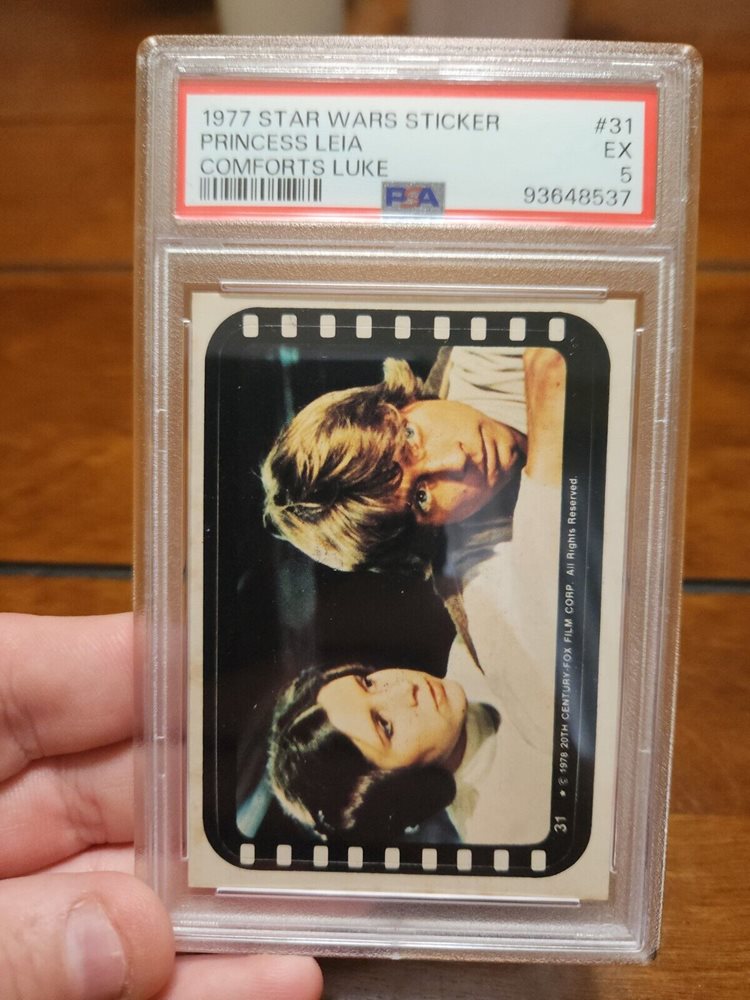 1977 STAR WARS STICKER #31
PRINCESS LEIA EX
COMFORTS LUKE 5
PSA 93648537
31 * © 1978 20TH CENTURY-FOX FILM CORP. All Rights Reserved.